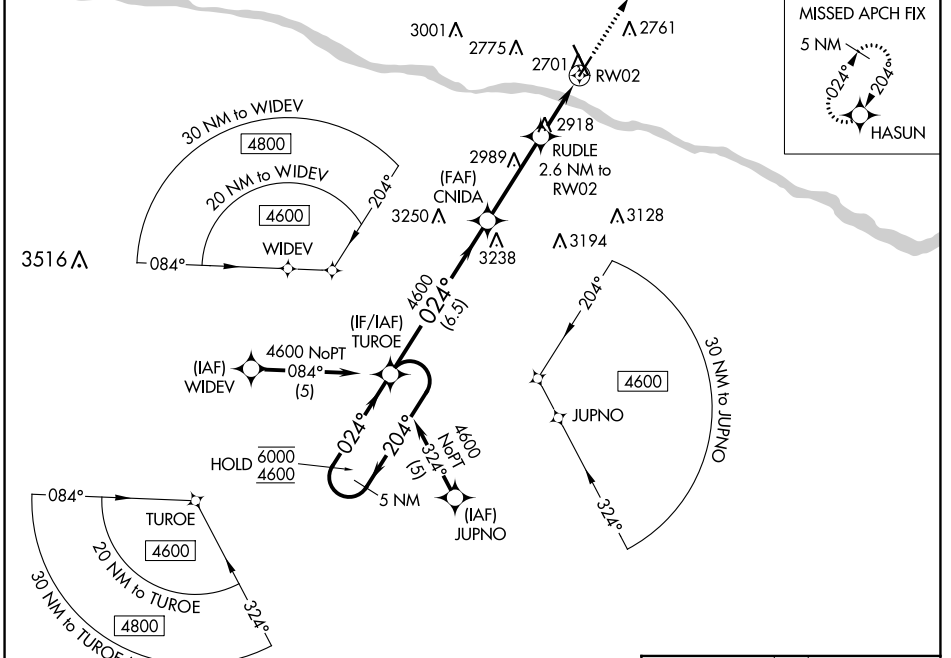 3001
2775
2761
2701
RW02
MISSED APCH FIX
5 NM
024°
204°
HASUN
30 NM to WIDEV
4800
20 NM to WIDEV
4600
204°
WIDEV
084°
3516
2918
RUDLE
2.6 NM to
RW02
2989
(FAF)
CNIDA
3250
3238
3128
3194
4600
024°
(6.5)
(IF/IAF)
TUROE
(IAF)
WIDEV
4600 NoPT
084°
(5)
HOLD
6000
4600
024°
204°
5 NM
4600
NoPT
324°
(5)
(IAF)
JUPNO
204°
4600
JUPNO
324°
30 NM to JUPNO
084°
TUROE
4600
20 NM to TUROE
324°
4800
30 NM to TUROE